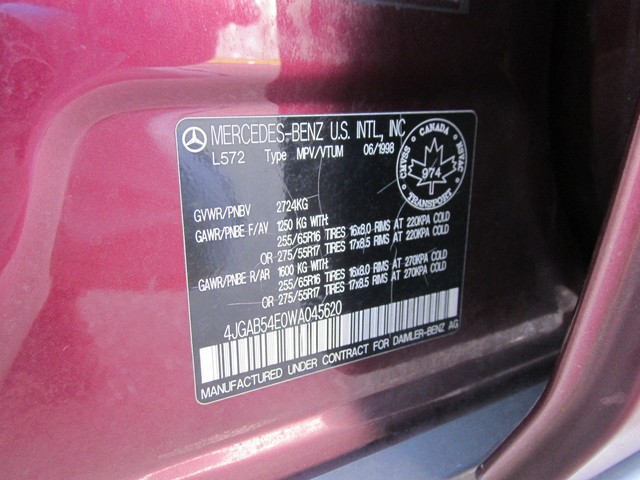 MERCEDES-BENZ U.S. INTL, INC
L572 Type MPV/VTUM 06/1998
CANADA
CMVSS NSVAC
974
TRANSPORT
GVWR/PNBV 2724KG
GAWR/PNBE F/AV 1250 KG WITH:
255/65R16 TIRES 16x8.0 RIMS AT 220KPA COLD
OR 275/55R17 TIRES 17x8.5 RIMS AT 220KPA COLD
GAWR/PNBE R/AR 1600 KG WITH:
255/65R16 TIRES 16x8.0 RIMS AT 270KPA COLD
OR 275/55R17 TIRES 17x8.5 RIMS AT 270KPA COLD
4JGAB54E0WA045620
MANUFACTURED UNDER CONTRACT FOR DAIMLER-BENZ AG